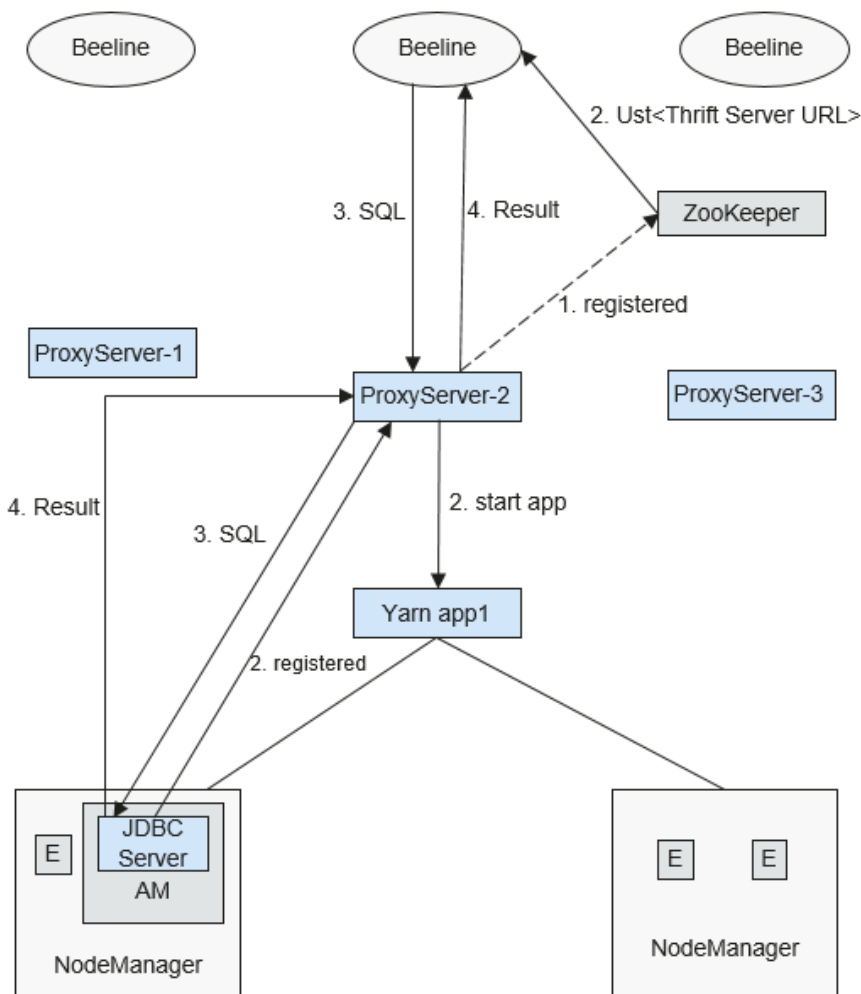 Beeline
Beeline
Beeline
2. Ust<Thrift Server URL>
3. SQL
4. Result
ZooKeeper
1. registered
ProxyServer-1
ProxyServer-2
ProxyServer-3
4. Result
3. SQL
2. start app
Yarn app1
2. registered
E
JDBC
Server
AM
NodeManager
E
E
NodeManager